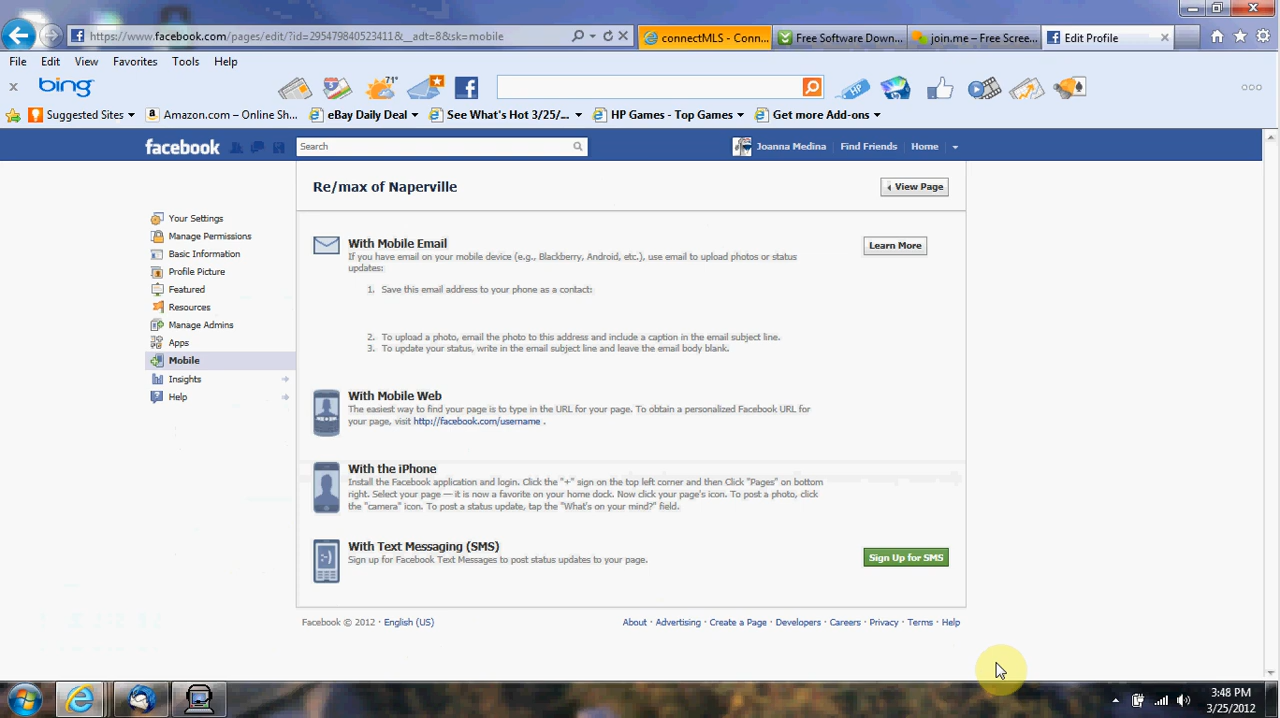 https://www.facebook.com/pages/edit/?id=295479840523411&__adt=8&sk=mobile
connectMLS - Conn...
Free Software Down...
join.me – Free Screen...
Edit Profile
File Edit View Favorites Tools Help
bing
71°
HP
Suggested Sites
Amazon.com – Online Sh...
eBay Daily Deal
See What's Hot 3/25/...
HP Games - Top Games
Get more Add-ons
facebook
Search
Joanna Medina Find Friends Home
Re/max of Naperville
View Page
Your Settings
Manage Permissions
Basic Information
Profile Picture
Featured
Resources
Manage Admins
Apps
Mobile
Insights
Help
With Mobile Email
Learn More
If you have email on your mobile device (e.g., Blackberry, Android, etc.), use email to upload photos or status
updates:
1. Save this email address to your phone as a contact:
2. To upload a photo, email the photo to this address and include a caption in the email subject line.
3. To update your status, write in the email subject line and leave the email body blank.
With Mobile Web
The easiest way to find your page is to type in the URL for your page. To obtain a personalized Facebook URL for
your page, visit http://facebook.com/username .
With the iPhone
Install the Facebook application and login. Click the "+" sign on the top left corner and then Click "Pages" on bottom
right. Select your page — it is now a favorite on your home dock. Now click your page's icon. To post a photo, click
the "camera" icon. To post a status update, tap the "What's on your mind?" field.
With Text Messaging (SMS)
Sign up for Facebook Text Messages to post status updates to your page.
Sign Up for SMS
Facebook © 2012 · English (US)
About · Advertising · Create a Page · Developers · Careers · Privacy · Terms · Help
3:48 PM
3/25/2012